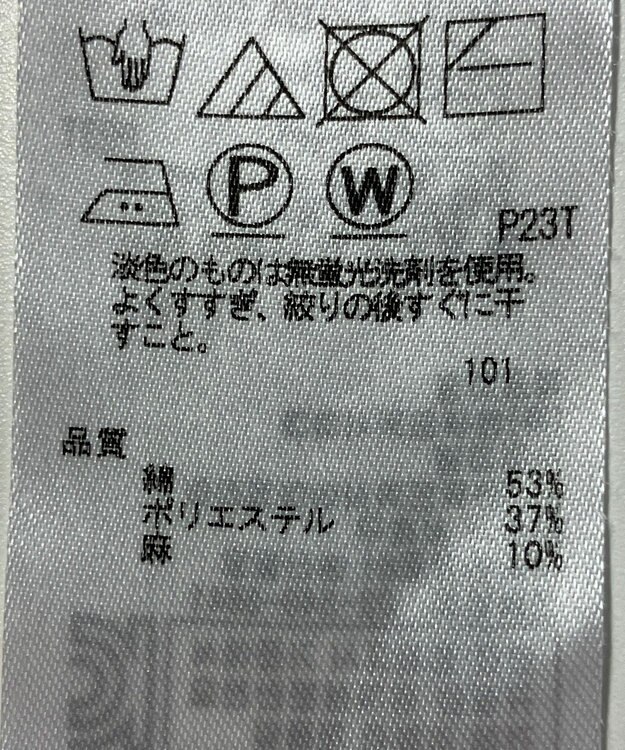 P
W
P23T
淡色のものは無蛍光洗剤を使用。
よくすすぎ、絞りの後すぐに干
すこと。
101
品質
綿 53%
ポリエステル 37%
麻 10%